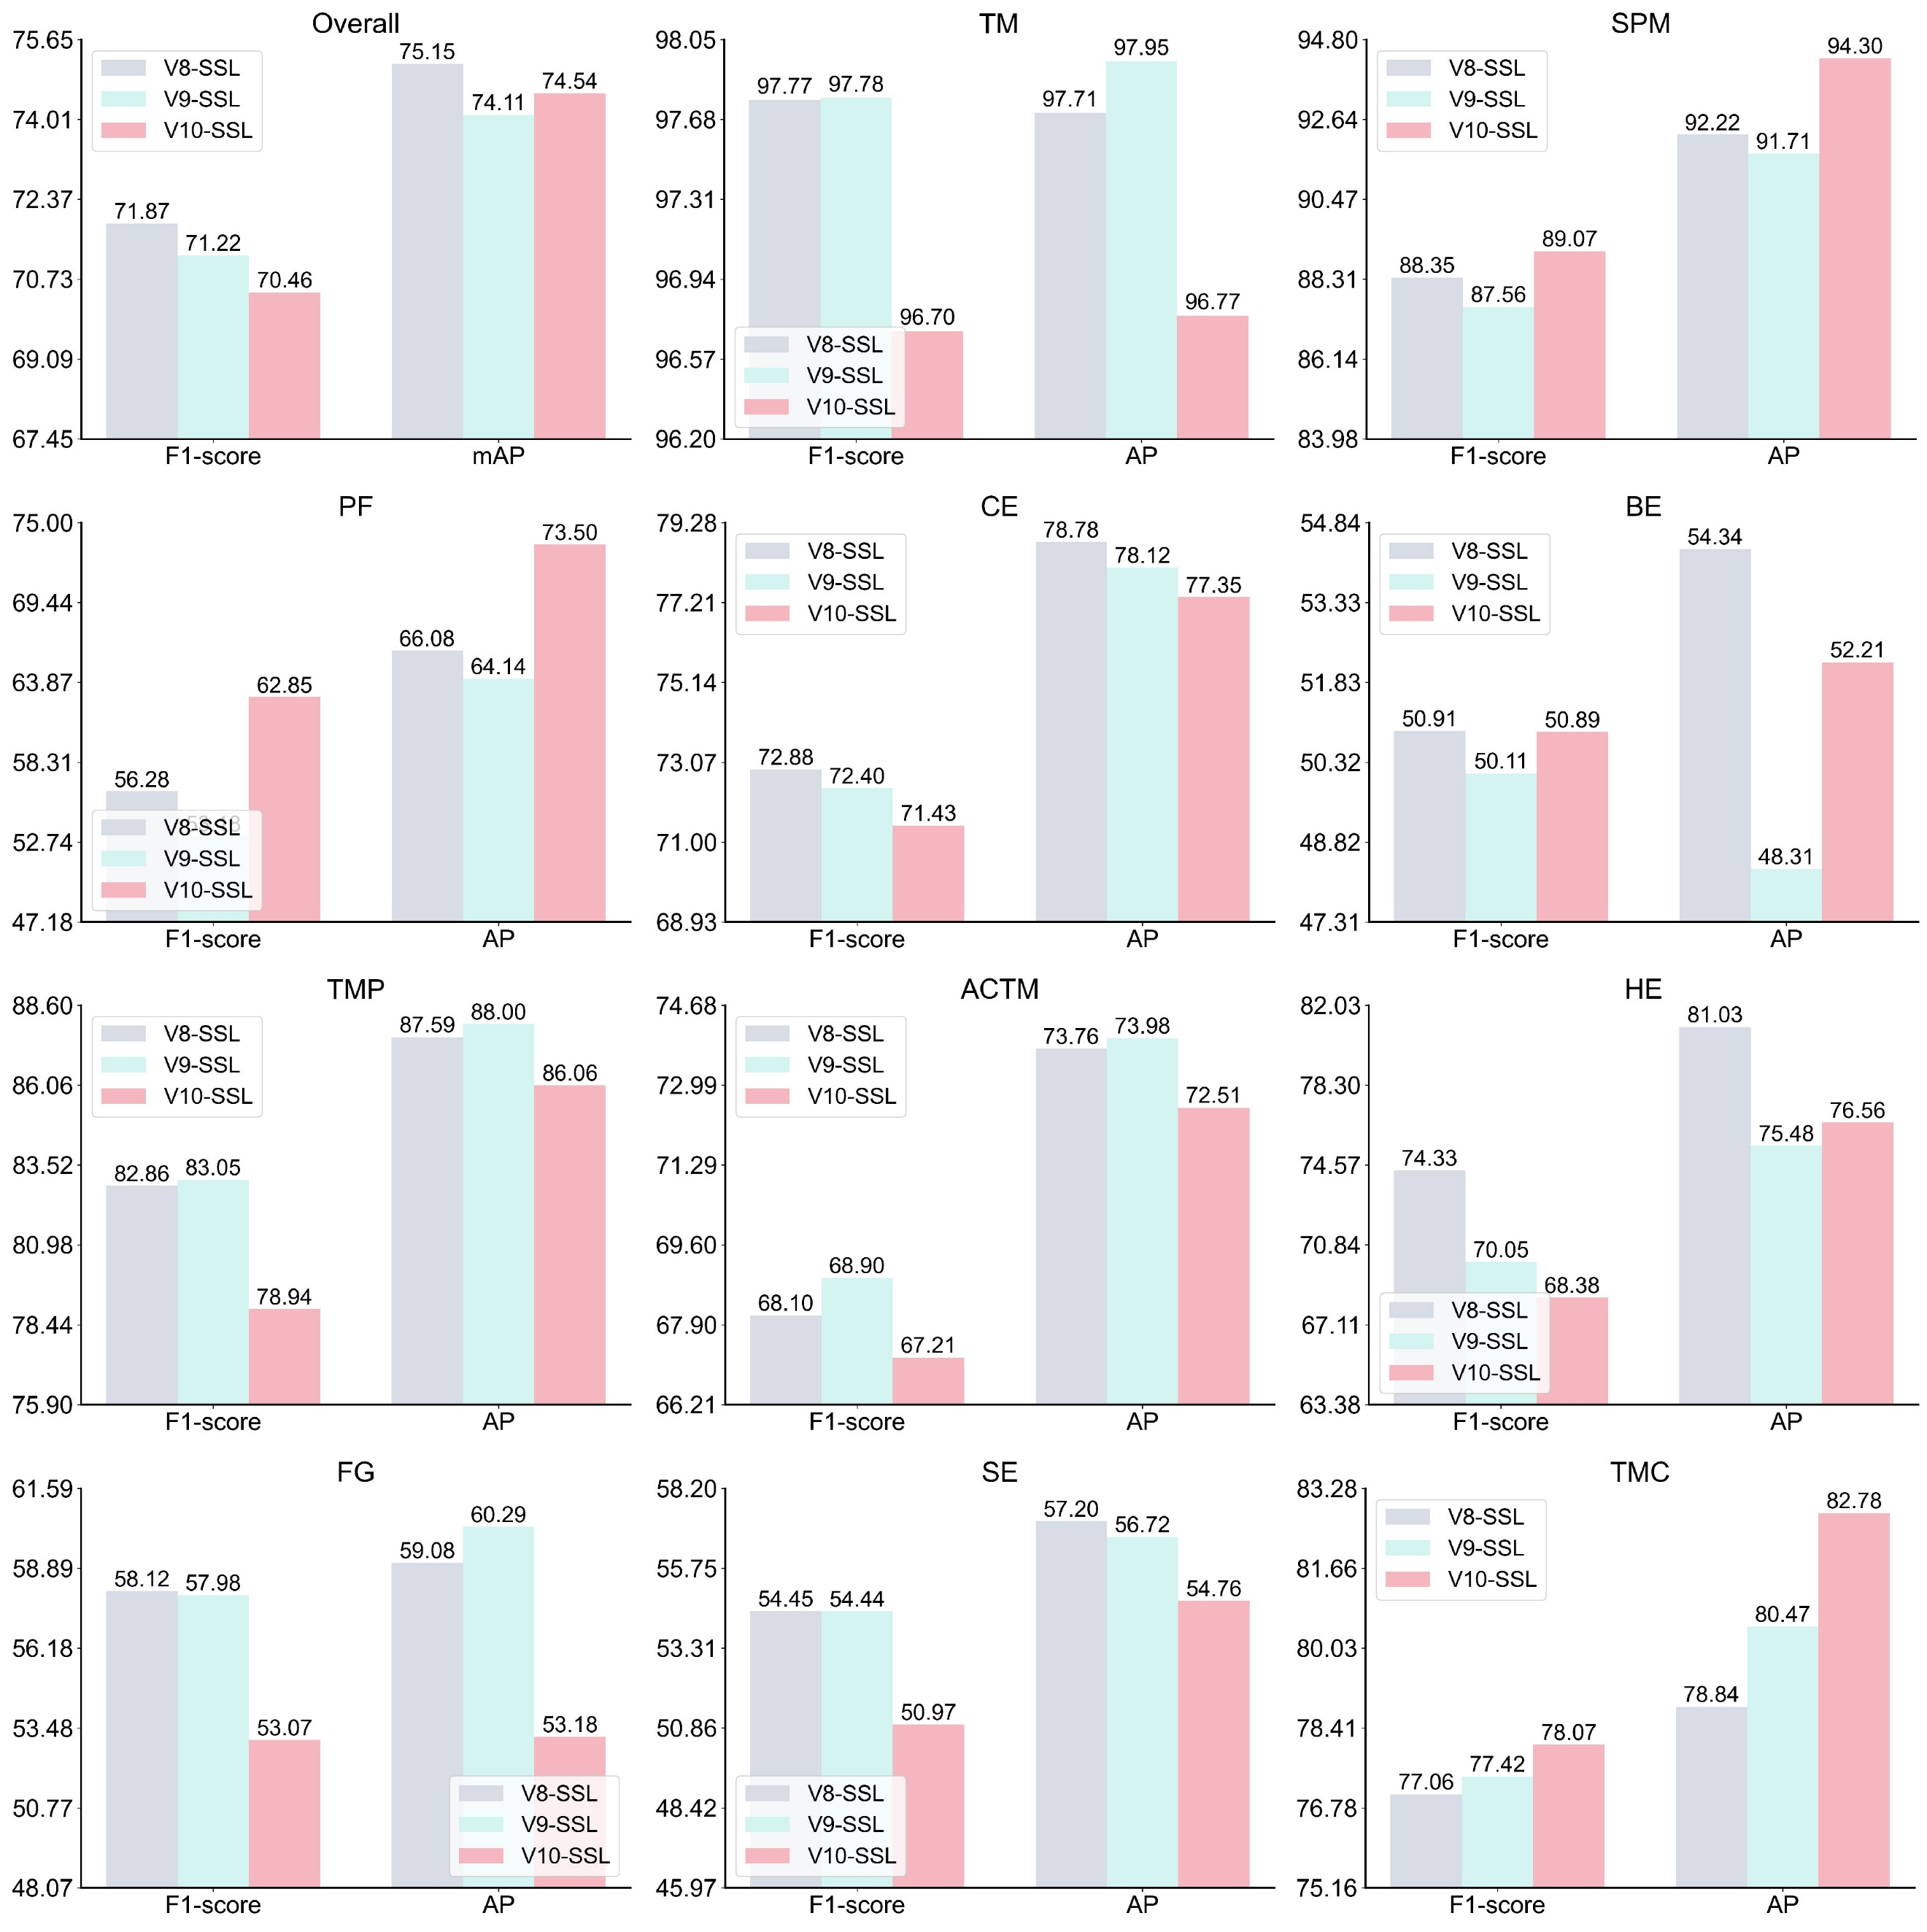 Overall
75.65
74.01
72.37
70.73
69.09
67.45
V8-SSL
V9-SSL
V10-SSL
71.87
71.22
70.46
75.15
74.11
74.54
F1-score
mAP
TM
98.05
97.68
97.31
96.94
96.57
96.20
97.77
97.78
96.70
97.71
97.95
96.77
V8-SSL
V9-SSL
V10-SSL
F1-score
AP
SPM
94.80
92.64
90.47
88.31
86.14
83.98
V8-SSL
V9-SSL
V10-SSL
88.35
87.56
89.07
92.22
91.71
94.30
F1-score
AP
PF
75.00
69.44
63.87
58.31
52.74
47.18
56.28
62.85
66.08
64.14
73.50
V8-SSL
V9-SSL
V10-SSL
F1-score
AP
CE
79.28
77.21
75.14
73.07
71.00
68.93
V8-SSL
V9-SSL
V10-SSL
72.88
72.40
71.43
78.78
78.12
77.35
F1-score
AP
BE
54.84
53.33
51.83
50.32
48.82
47.31
V8-SSL
V9-SSL
V10-SSL
50.91
50.11
50.89
54.34
48.31
52.21
F1-score
AP
TMP
88.60
86.06
83.52
80.98
78.44
75.90
V8-SSL
V9-SSL
V10-SSL
82.86
83.05
78.94
87.59
88.00
86.06
F1-score
AP
ACTM
74.68
72.99
71.29
69.60
67.90
66.21
V8-SSL
V9-SSL
V10-SSL
68.10
68.90
67.21
73.76
73.98
72.51
F1-score
AP
HE
82.03
78.30
74.57
70.84
67.11
63.38
74.33
70.05
68.38
81.03
75.48
76.56
V8-SSL
V9-SSL
V10-SSL
F1-score
AP
FG
61.59
58.89
56.18
53.48
50.77
48.07
58.12
57.98
53.07
59.08
60.29
53.18
V8-SSL
V9-SSL
V10-SSL
F1-score
AP
SE
58.20
55.75
53.31
50.86
48.42
45.97
54.45
54.44
50.97
57.20
56.72
54.76
V8-SSL
V9-SSL
V10-SSL
F1-score
AP
TMC
83.28
81.66
80.03
78.41
76.78
75.16
V8-SSL
V9-SSL
V10-SSL
77.06
77.42
78.07
78.84
80.47
82.78
F1-score
AP